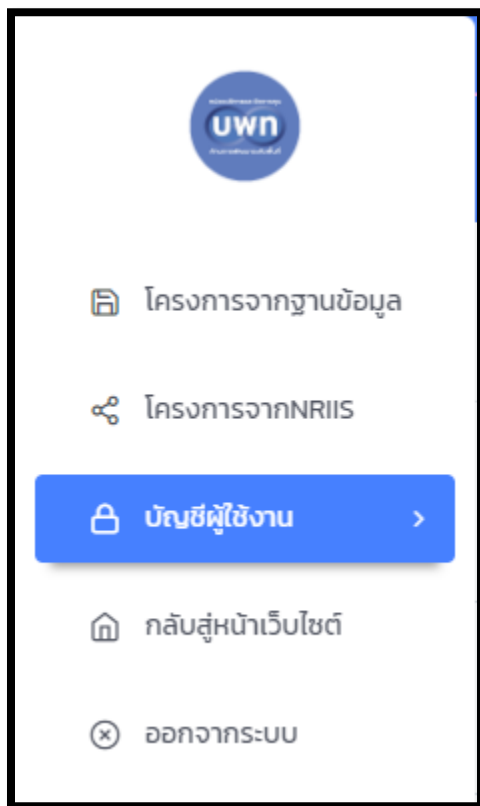 บพท
โครงการจากฐานข้อมูล
โครงการจากNRIIS
บัญชีผู้ใช้งาน
กลับสู่หน้าเว็บไซต์
ออกจากระบบ